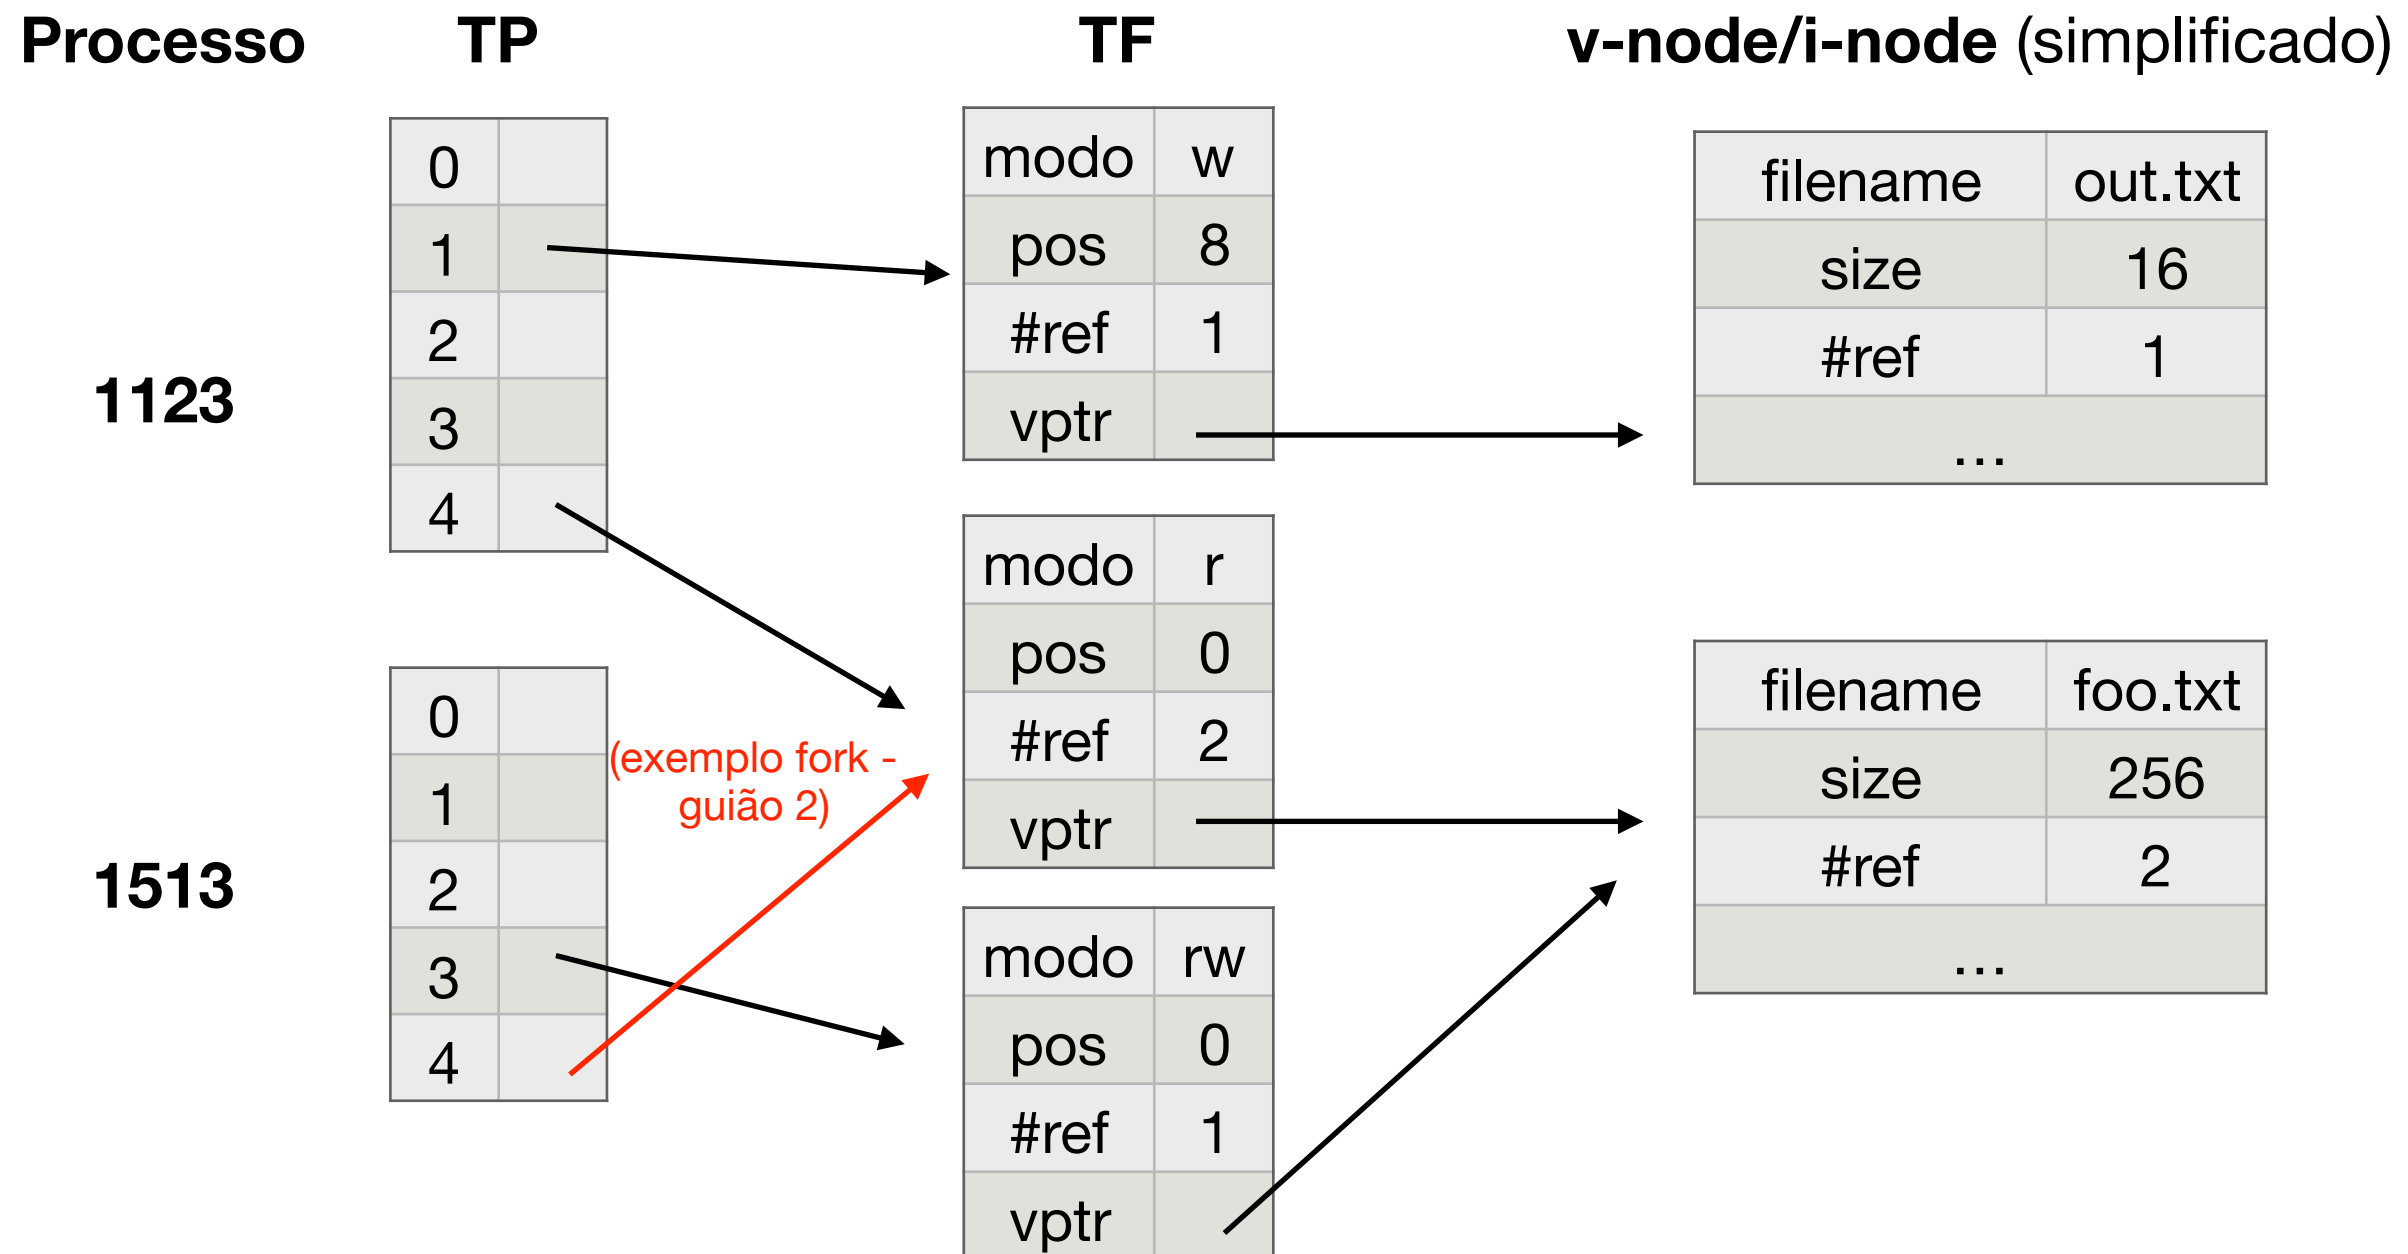 Processo TP TF v-node/i-node (simplificado)
1123
0
1
2
3
4
modo w
pos 8
#ref 1
vptr
filename out.txt
size 16
#ref 1
...
1513
0
1
2
3
4
(exemplo fork -
guião 2)
modo r
pos 0
#ref 2
vptr
modo rw
pos 0
#ref 1
vptr
filename foo.txt
size 256
#ref 2
...